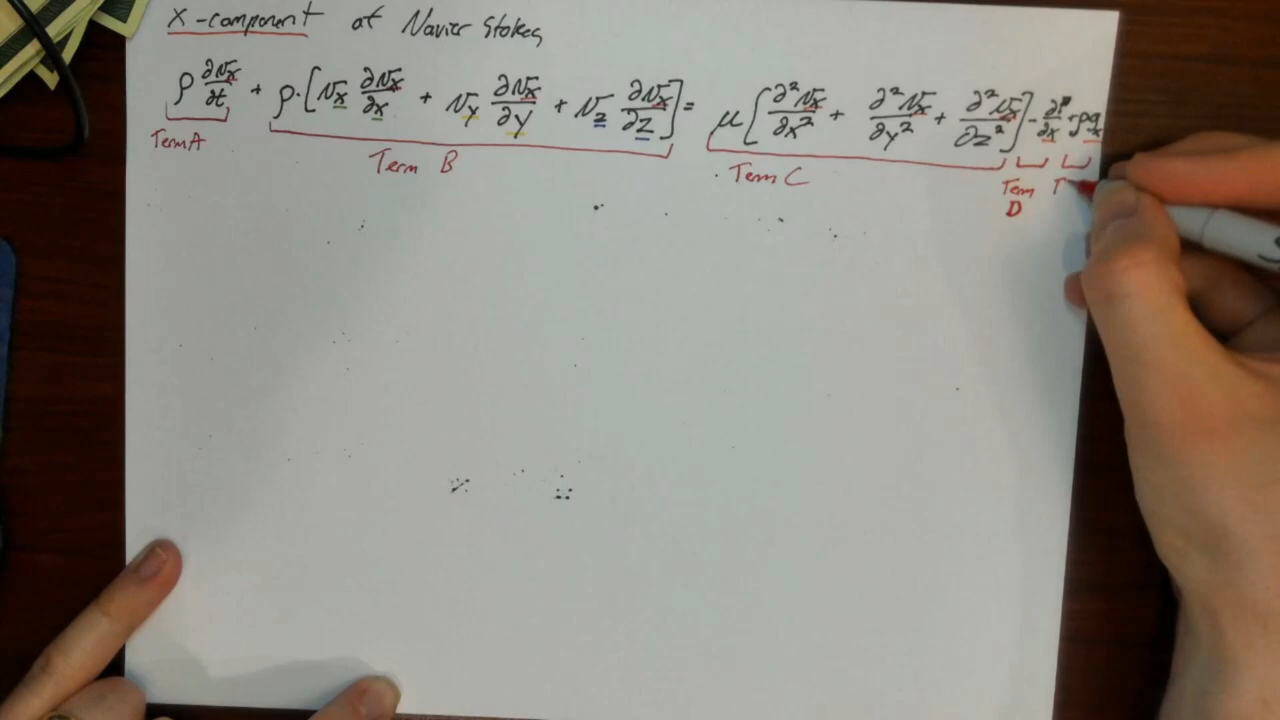 x-component of Navier Stokes
ρ ∂vx/∂t + ρ·[vx ∂vx/∂x + vy ∂vx/∂y + vz ∂vx/∂z] = μ[∂²vx/∂x² + ∂²vx/∂y² + ∂²vx/∂z²] - ∂P/∂x + ρgx
Term A
Term B
Term C
Term
D
T